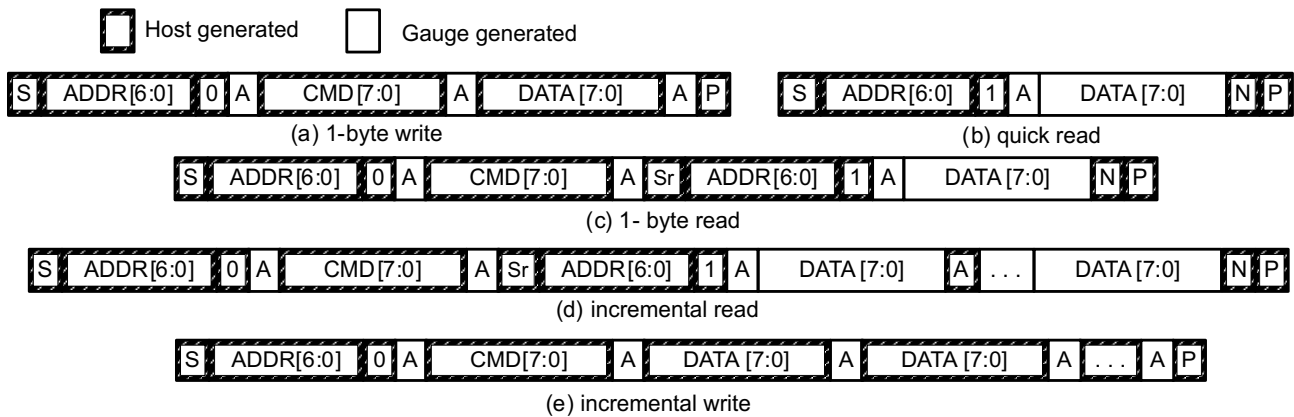 Host generated Gauge generated
S ADDR[6:0] 0 A CMD[7:0] A DATA [7:0] A P
S ADDR[6:0] 1 A DATA [7:0] N P
(a) 1-byte write
(b) quick read
S ADDR[6:0] 0 A CMD[7:0] A Sr ADDR[6:0] 1 A DATA [7:0] N P
(c) 1- byte read
S ADDR[6:0] 0 A CMD[7:0] A Sr ADDR[6:0] 1 A DATA [7:0] A . . . DATA [7:0] N P
(d) incremental read
S ADDR[6:0] 0 A CMD[7:0] A DATA [7:0] A DATA [7:0] A . . . A P
(e) incremental write